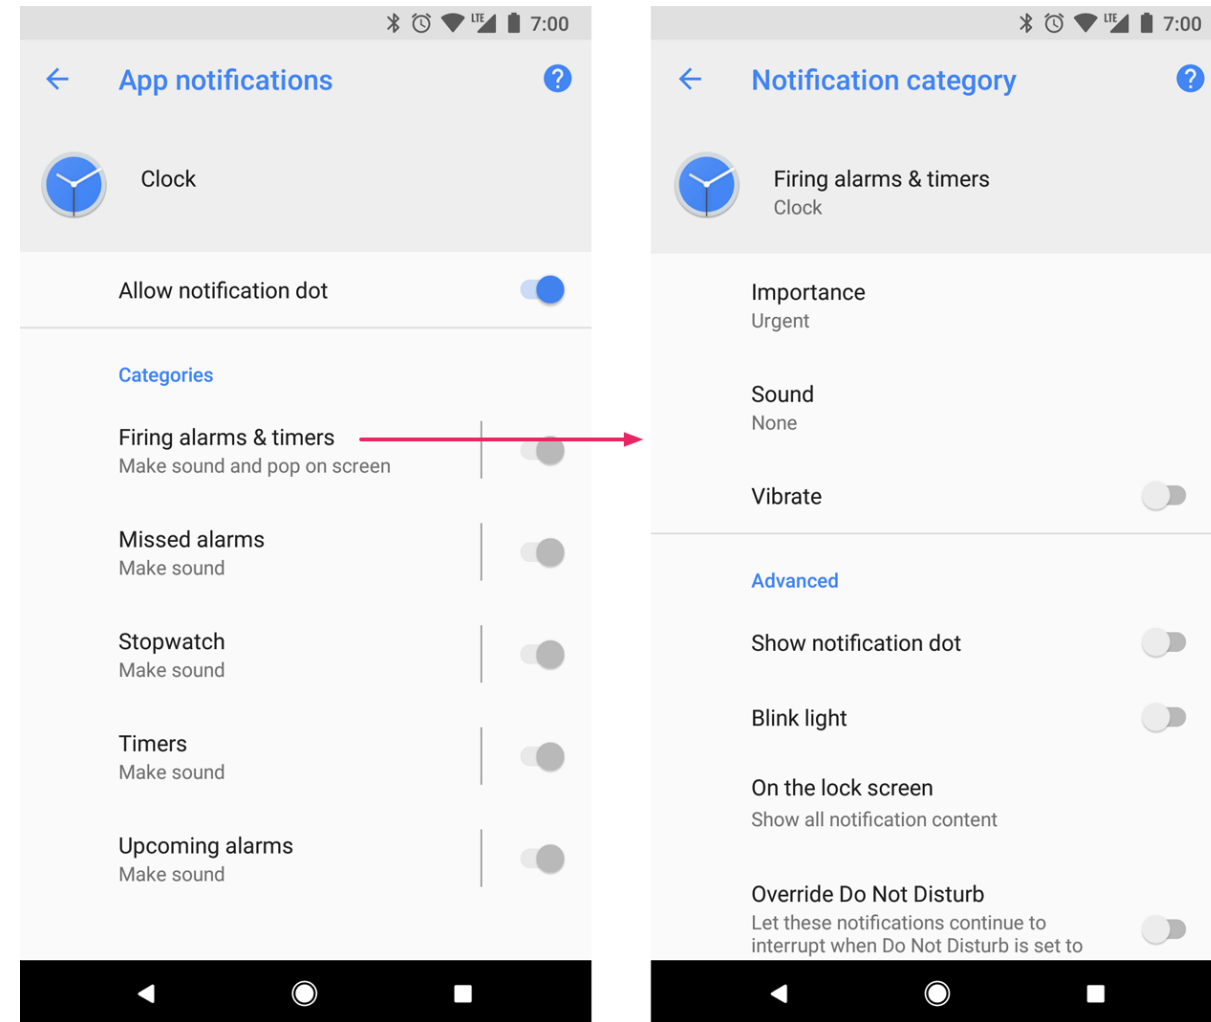 LTE 7:00
App notifications
Clock
Allow notification dot
Categories
Firing alarms & timers
Make sound and pop on screen
Missed alarms
Make sound
Stopwatch
Make sound
Timers
Make sound
Upcoming alarms
Make sound
LTE 7:00
Notification category
Firing alarms & timers
Clock
Importance
Urgent
Sound
None
Vibrate
Advanced
Show notification dot
Blink light
On the lock screen
Show all notification content
Override Do Not Disturb
Let these notifications continue to
interrupt when Do Not Disturb is set to